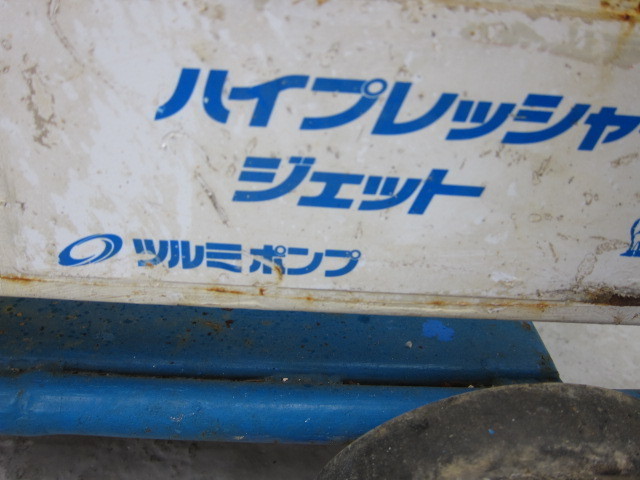 ハイプレッシャ
ジェット
ツルミポンプ